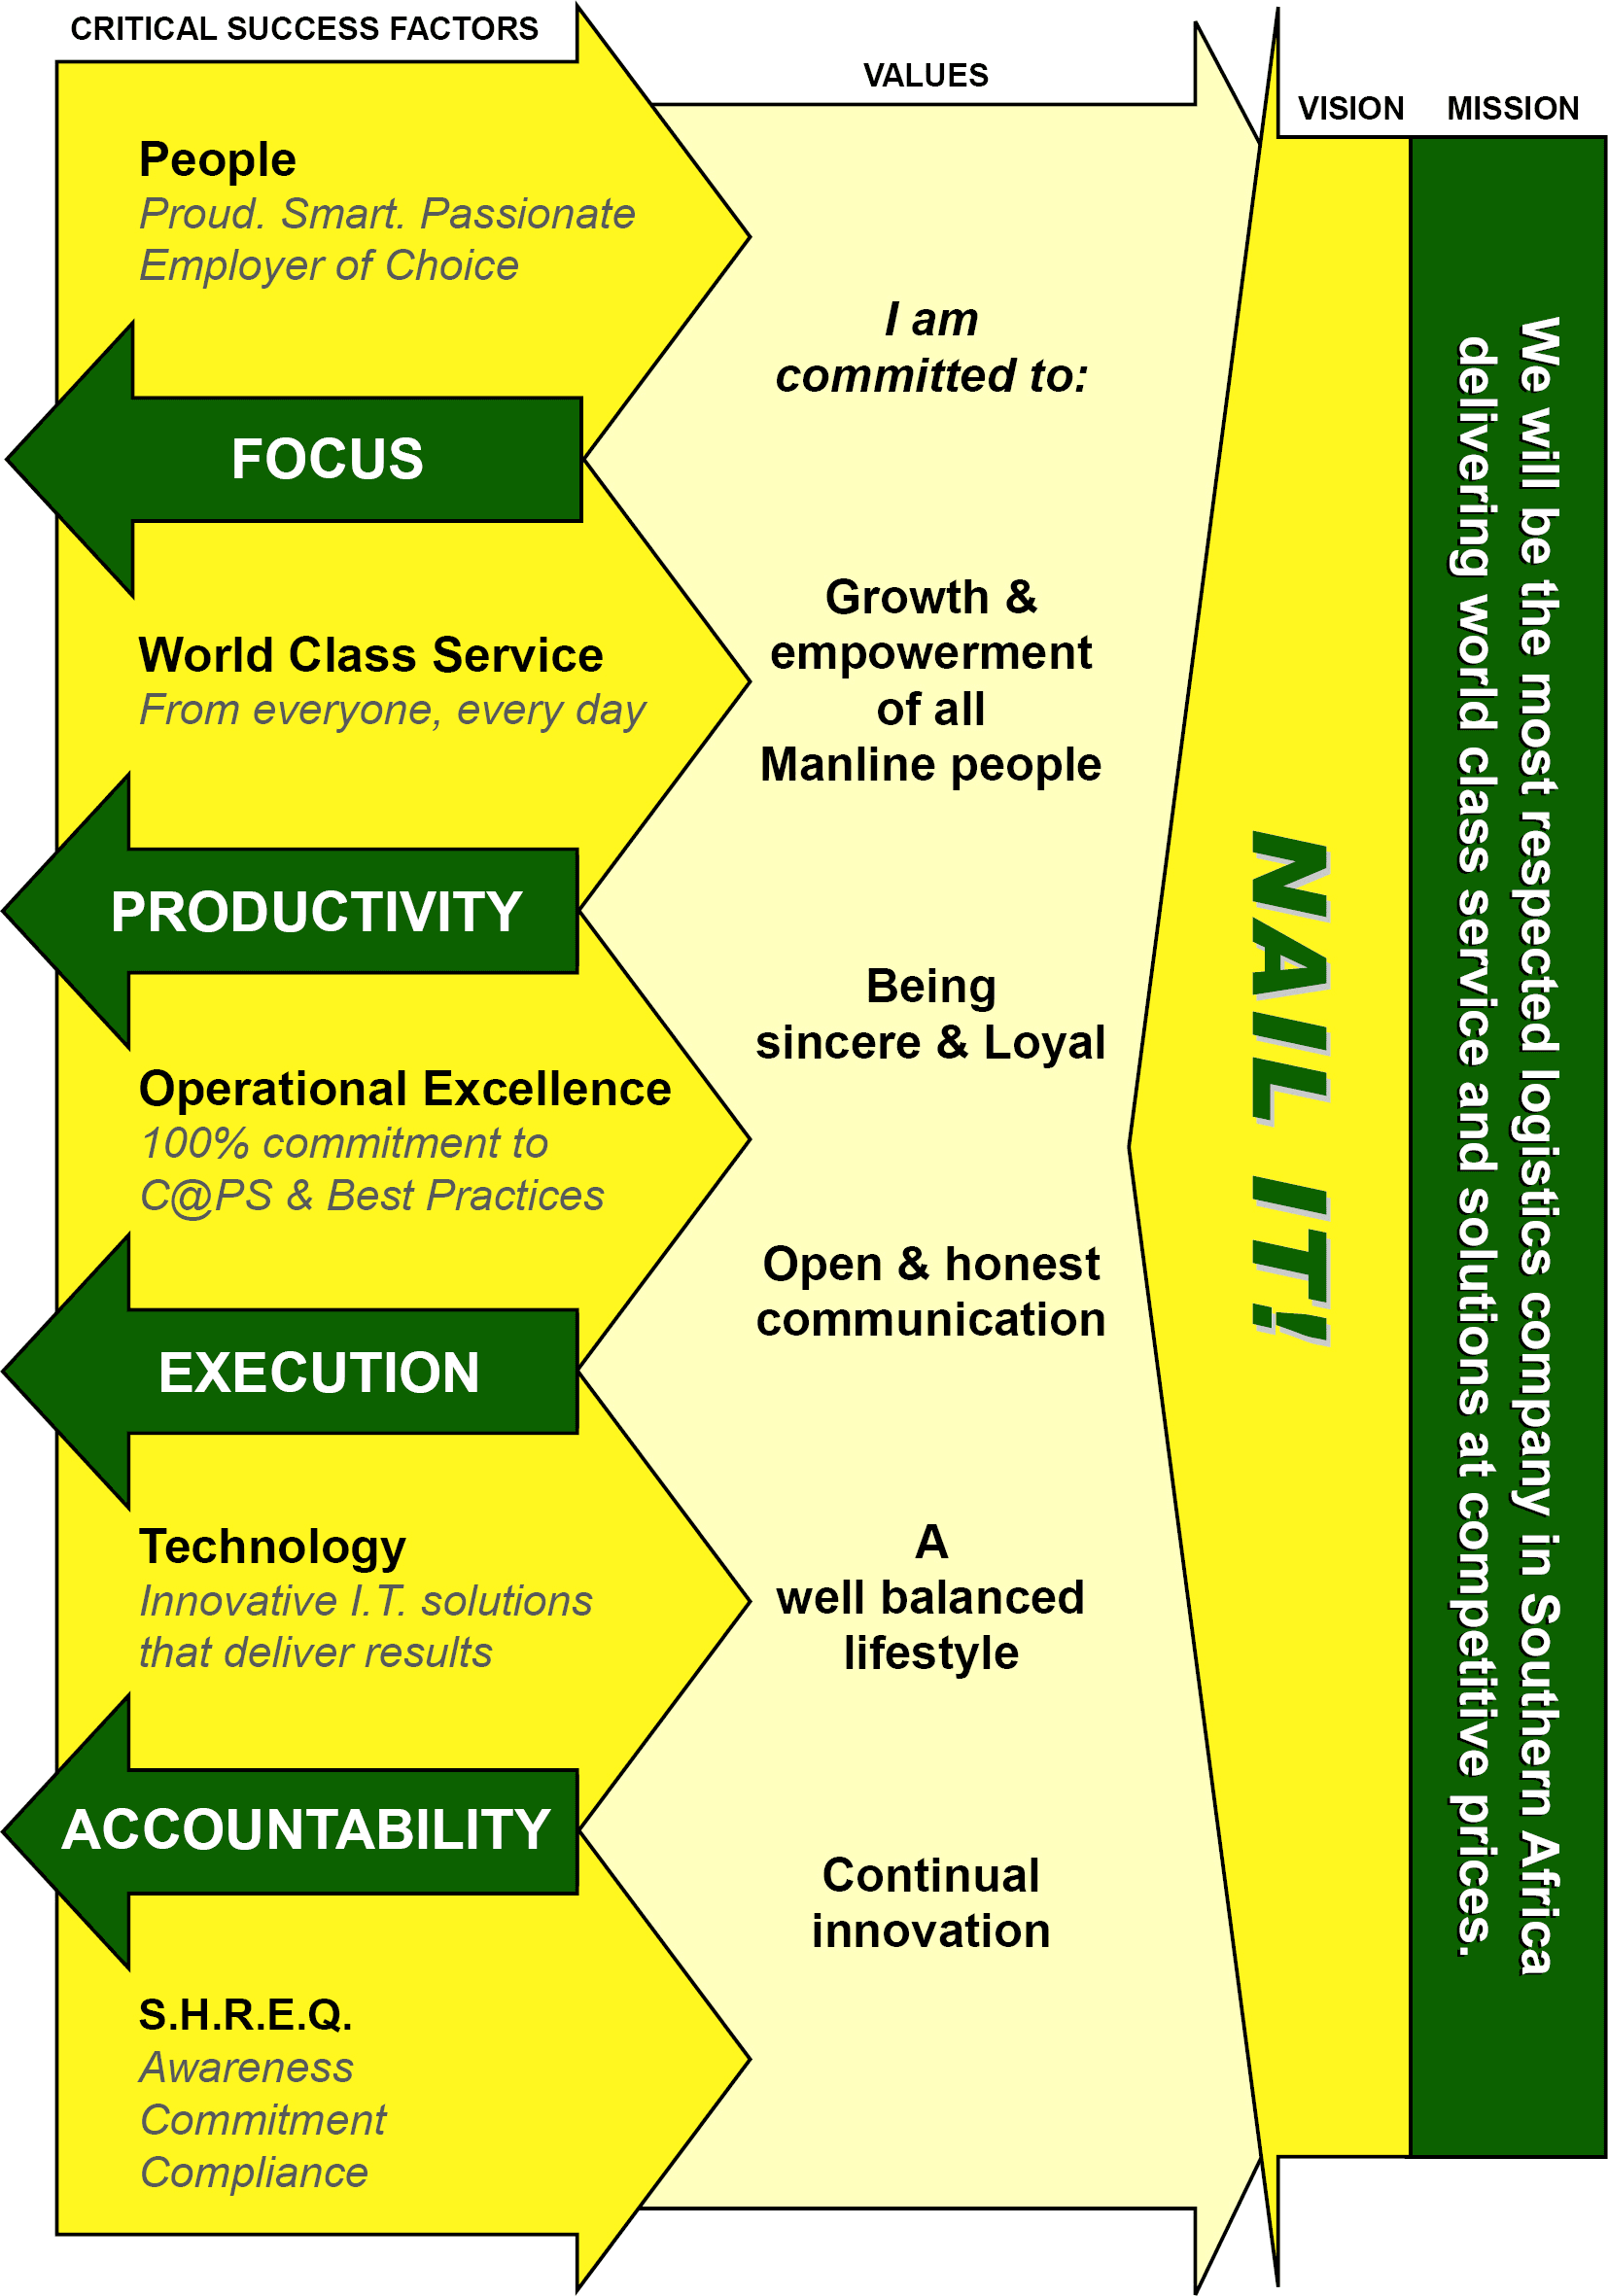 CRITICAL SUCCESS FACTORS
People
Proud. Smart. Passionate
Employer of Choice
FOCUS
World Class Service
From everyone, every day
PRODUCTIVITY
Operational Excellence
100% commitment to
C@PS & Best Practices
EXECUTION
Technology
Innovative I.T. solutions
that deliver results
ACCOUNTABILITY
S.H.R.E.Q.
Awareness
Commitment
Compliance
VALUES
I am
committed to:
Growth &
empowerment
of all
Manline people
Being
sincere & Loyal
Open & honest
communication
A
well balanced
lifestyle
Continual
innovation
VISION
NAIL IT!
MISSION
We will be the most respected logistics company in Southern Africa
delivering world class service and solutions at competitive prices.